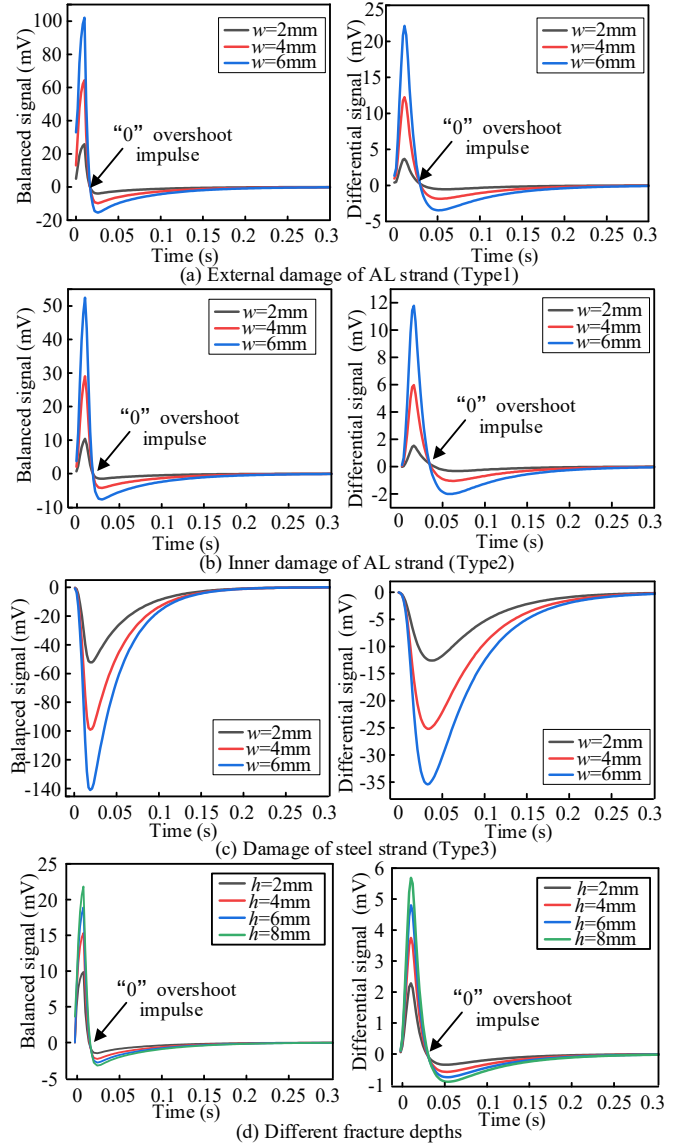 Balanced signal (mV)
100
80
60
40
20
0
-20
w=2mm
w=4mm
w=6mm
“0” overshoot
impulse
0 0.05 0.1 0.15 0.2 0.25 0.3
Time (s)
Differential signal (mV)
25
20
15
10
5
0
-5
w=2mm
w=4mm
w=6mm
“0” overshoot
impulse
0 0.05 0.1 0.15 0.2 0.25 0.3
Time (s)
(a) External damage of AL strand (Type1)
Balanced signal (mV)
50
40
30
20
10
0
-10
w=2mm
w=4mm
w=6mm
“0” overshoot
impulse
0 0.05 0.1 0.15 0.2 0.25 0.3
Time (s)
Differential signal (mV)
12
10
8
6
4
2
0
-2
w=2mm
w=4mm
w=6mm
“0” overshoot
impulse
0 0.05 0.1 0.15 0.2 0.25 0.3
Time (s)
(b) Inner damage of AL strand (Type2)
Balanced signal (mV)
0
-20
-40
-60
-80
-100
-120
-140
w=2mm
w=4mm
w=6mm
0 0.05 0.1 0.15 0.2 0.25 0.3
Time (s)
Differential signal (mV)
0
-5
-10
-15
-20
-25
-30
-35
w=2mm
w=4mm
w=6mm
0 0.05 0.1 0.15 0.2 0.25 0.3
Time (s)
(c) Damage of steel strand (Type3)
Balanced signal (mV)
25
20
15
10
5
0
-5
h=2mm
h=4mm
h=6mm
h=8mm
“0” overshoot
impulse
0 0.05 0.1 0.15 0.2 0.25 0.3
Time (s)
Differential signal (mV)
6
5
4
3
2
1
0
-1
h=2mm
h=4mm
h=6mm
h=8mm
“0” overshoot
impulse
0 0.05 0.1 0.15 0.2 0.25 0.3
Time (s)
(d) Different fracture depths